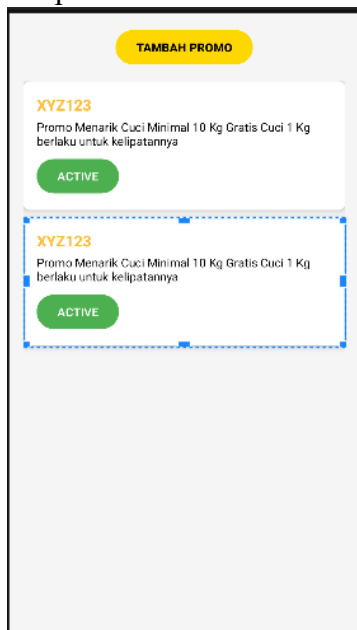 TAMBAH PROMO
XYZ123
Promo Menarik Cuci Minimal 10 Kg Gratis Cuci 1 Kg
berlaku untuk kelipatannya
ACTIVE
XYZ123
Promo Menarik Cuci Minimal 10 Kg Gratis Cuci 1 Kg
berlaku untuk kelipatannya
ACTIVE